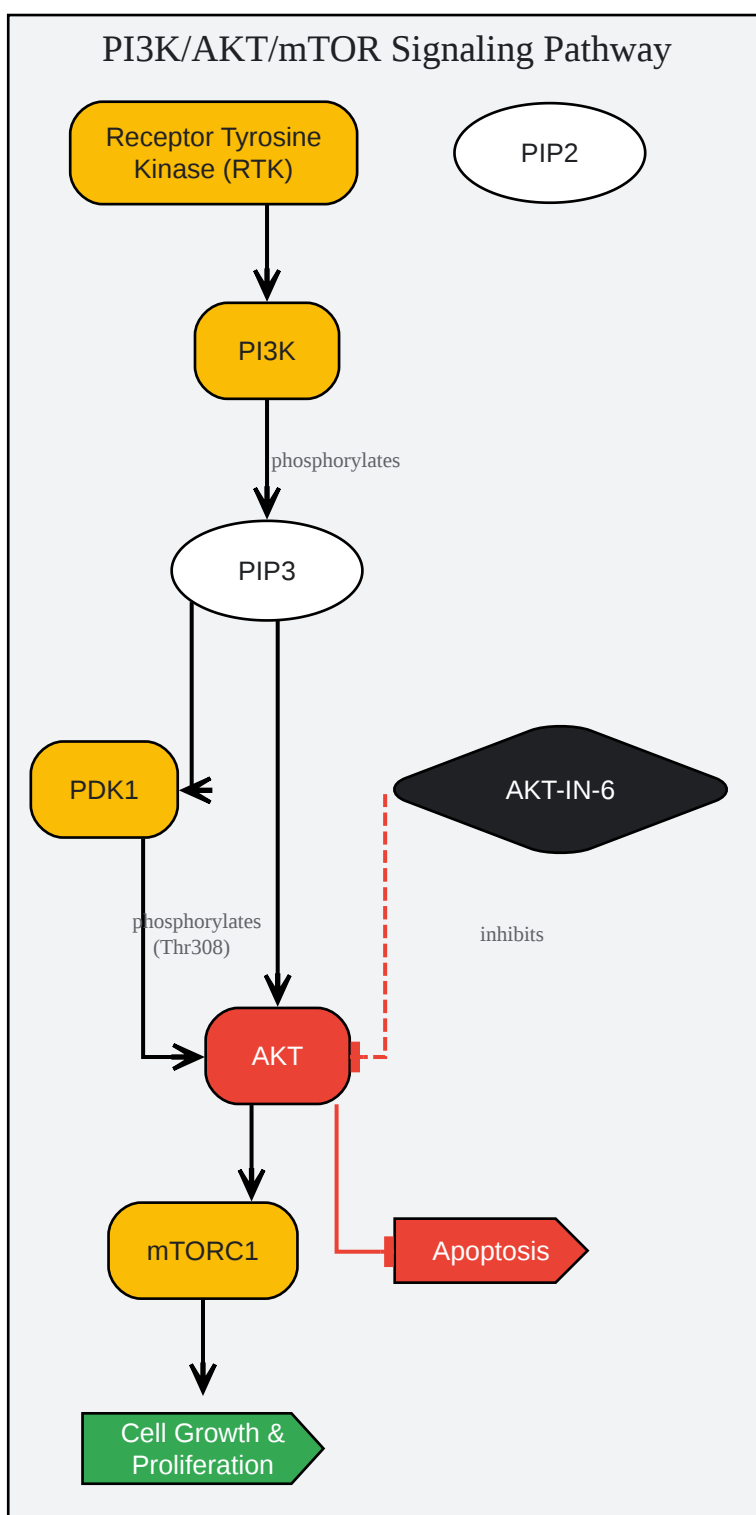 PI3K/AKT/mTOR Signaling Pathway
Receptor Tyrosine
Kinase (RTK)
PIP2
PI3K
phosphorylates
PIP3
PDK1
AKT-IN-6
phosphorylates
(Thr308)
inhibits
AKT
mTORC1
Apoptosis
Cell Growth &
Proliferation